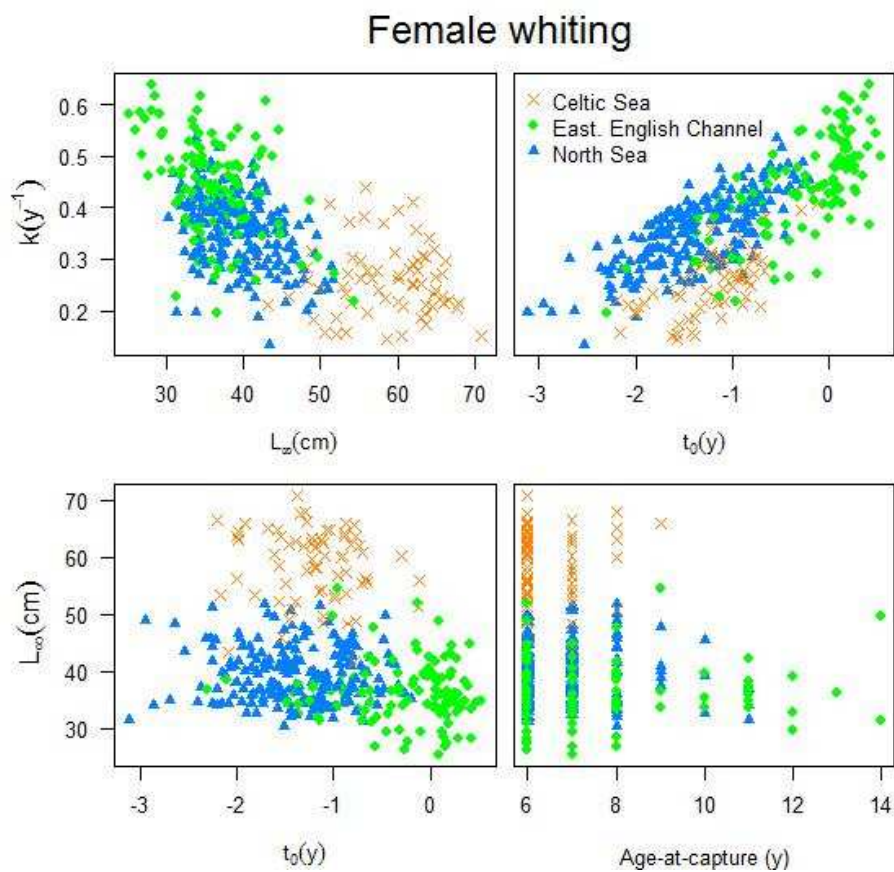 Female whiting
k(y⁻¹)
0.6
0.5
0.4
0.3
0.2
30 40 50 60 70
L∞(cm)
Celtic Sea
East. English Channel
North Sea
-3 -2 -1 0
t₀(y)
L∞(cm)
70
60
50
40
30
-3 -2 -1 0
t₀(y)
6 8 10 12 14
Age-at-capture (y)